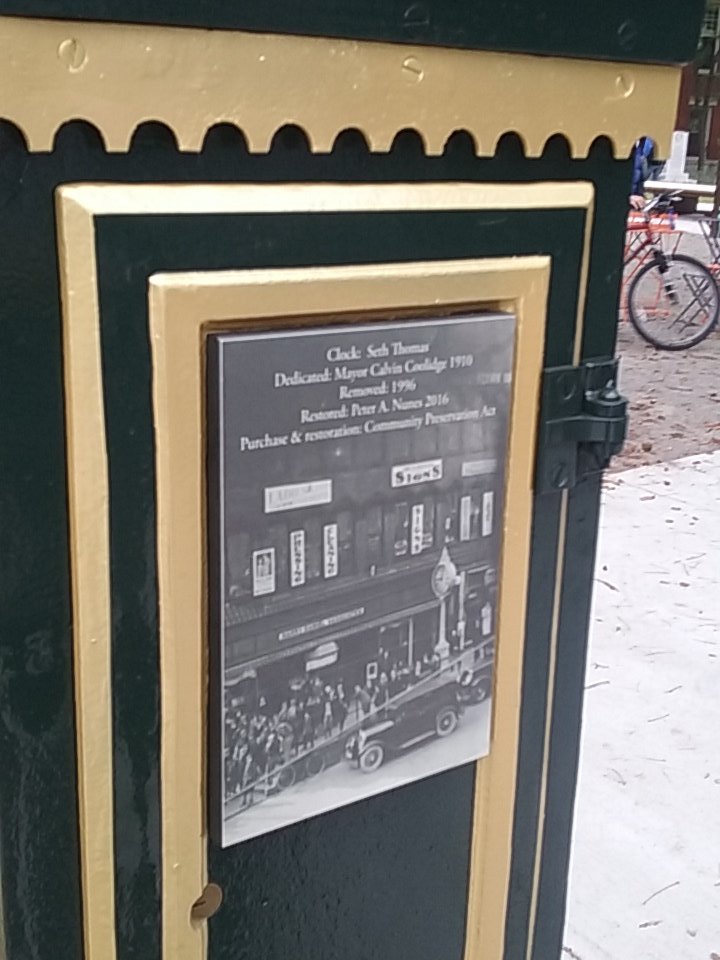 Clock: Seth Thomas
Dedicated: Mayor Calvin Coolidge 1910
Removed: 1996
Restored: Peter A. Nunes 2016
Purchase & restoration: Community Preservation Act
SIGNS
SIGNS